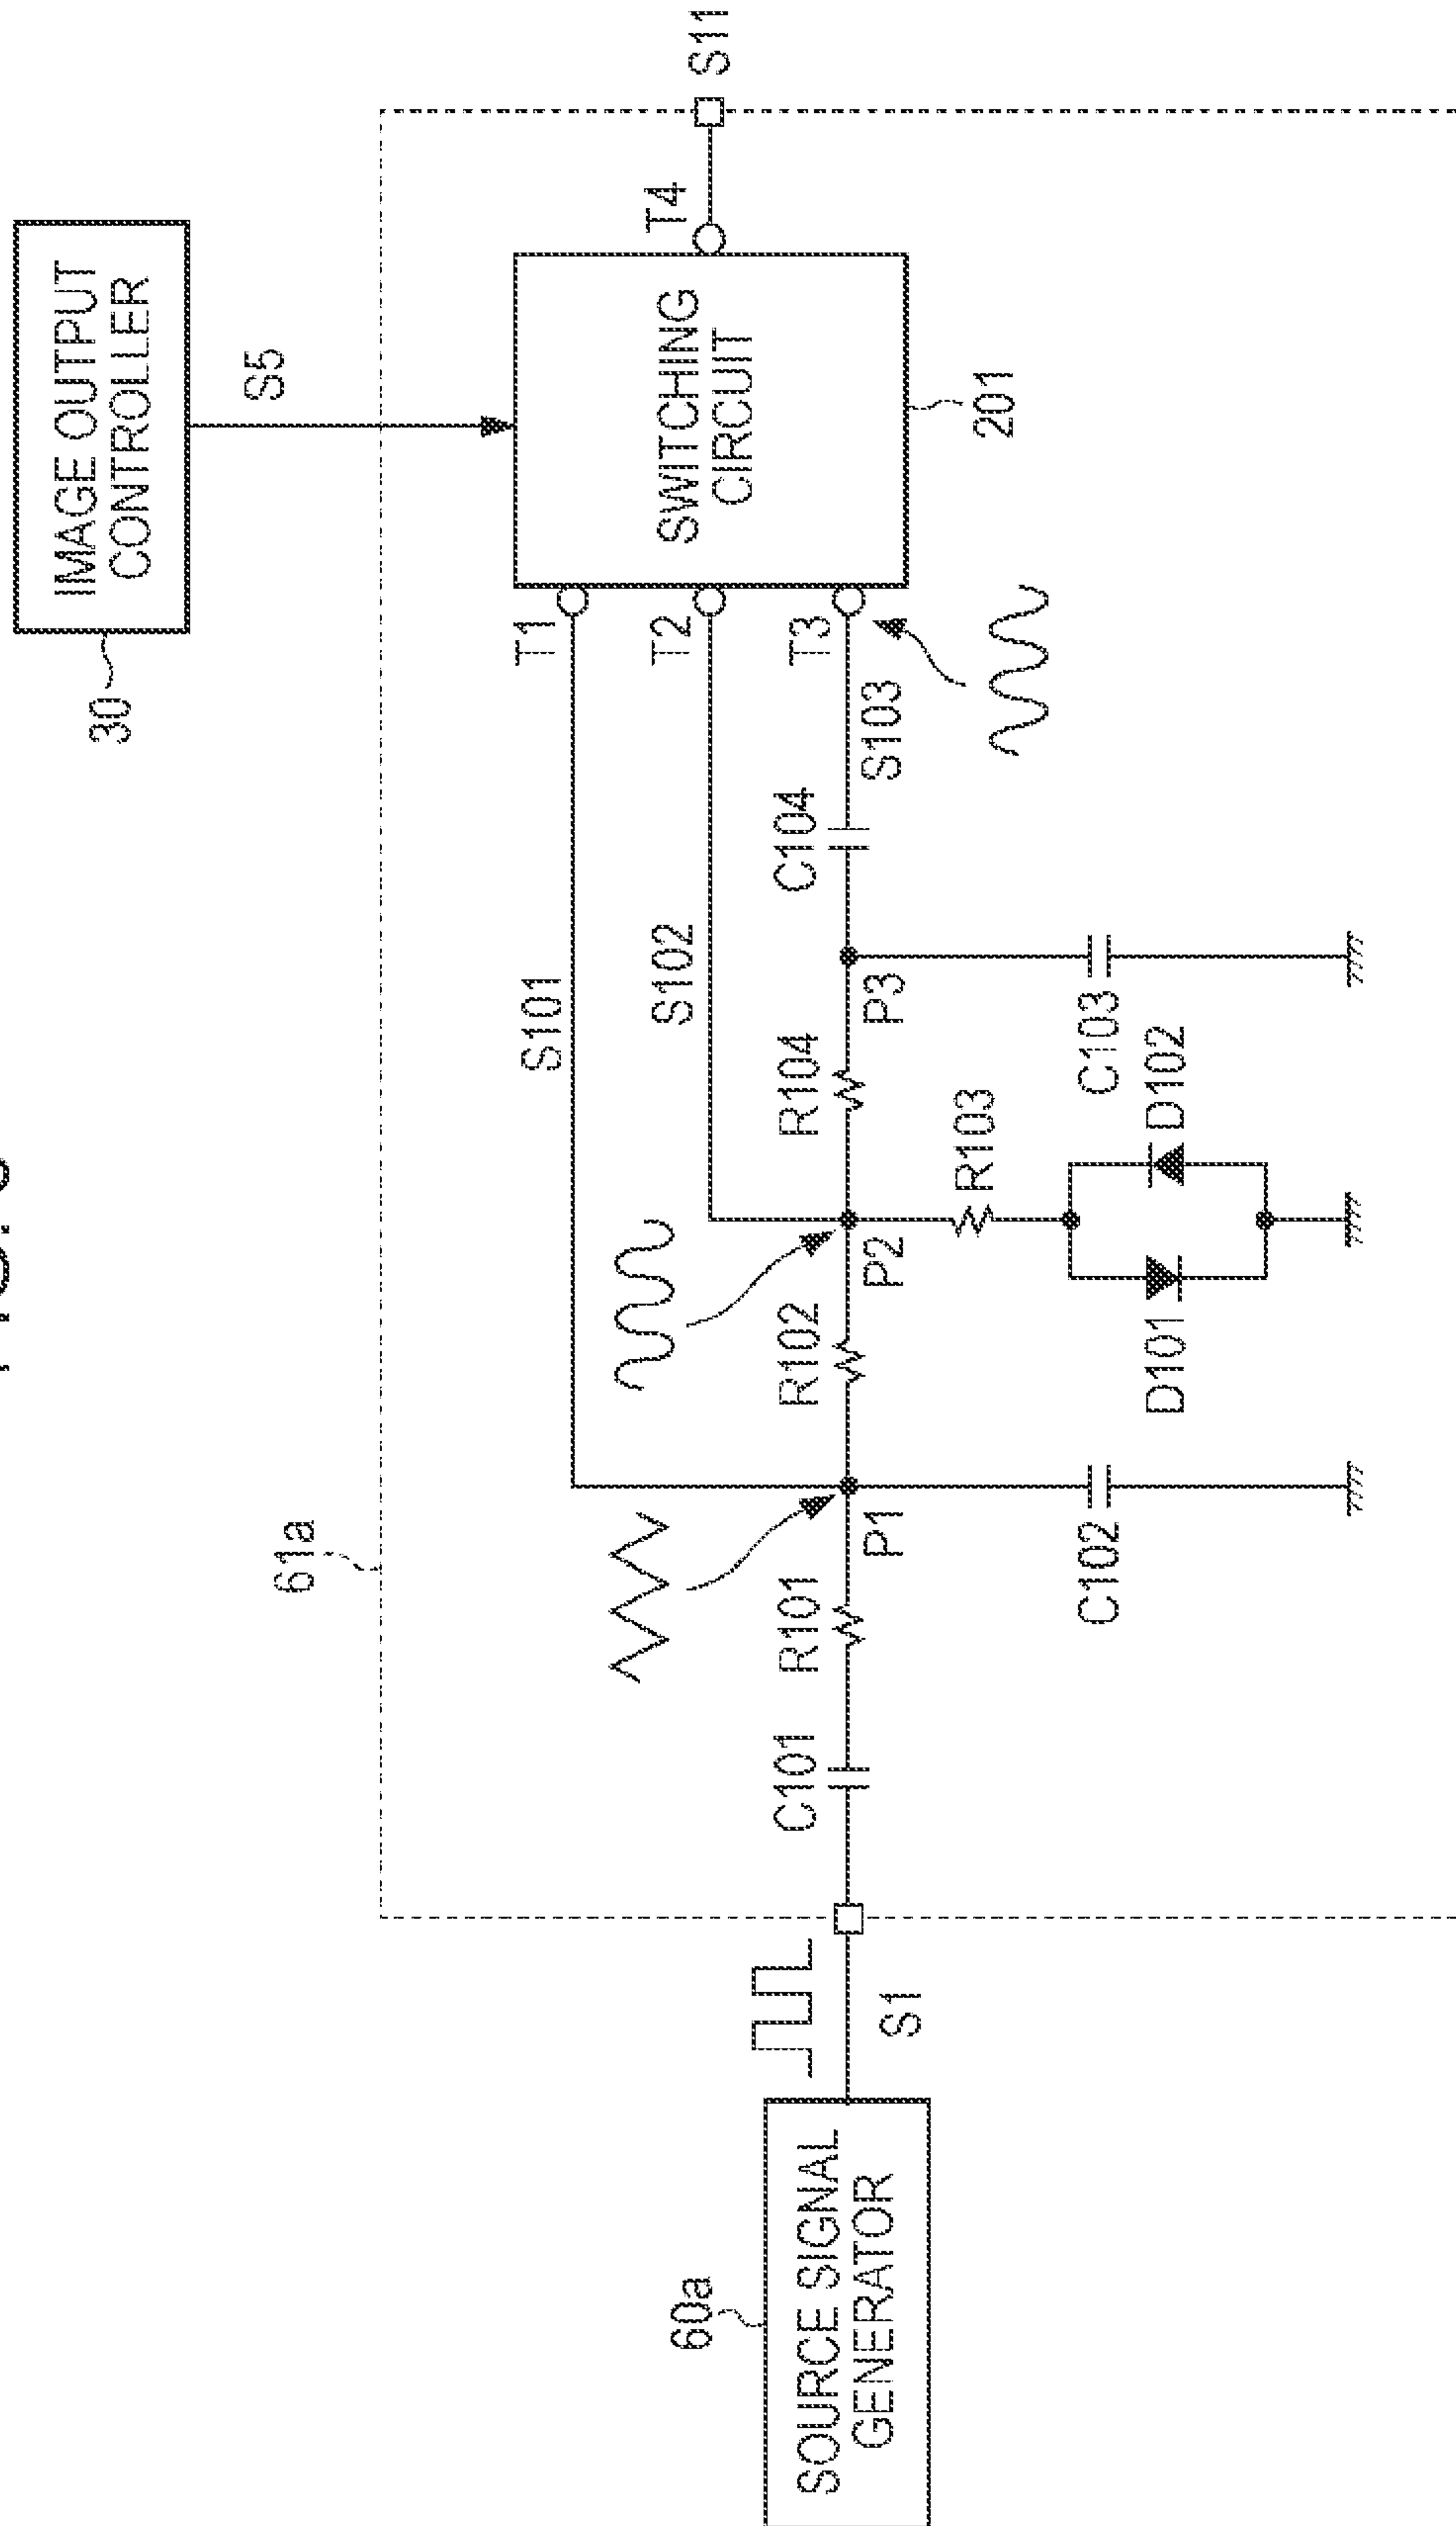 IMAGE OUTPUT
CONTROLLER
30
S5
61a
S101
T1
T4
S11
S102
T2
SWITCHING
CIRCUIT
201
60a
SOURCE SIGNAL
GENERATOR
S1
C101
R101
P1
R102
P2
R104
P3
C104
S103
T3
C102
R103
D101
D102
C103